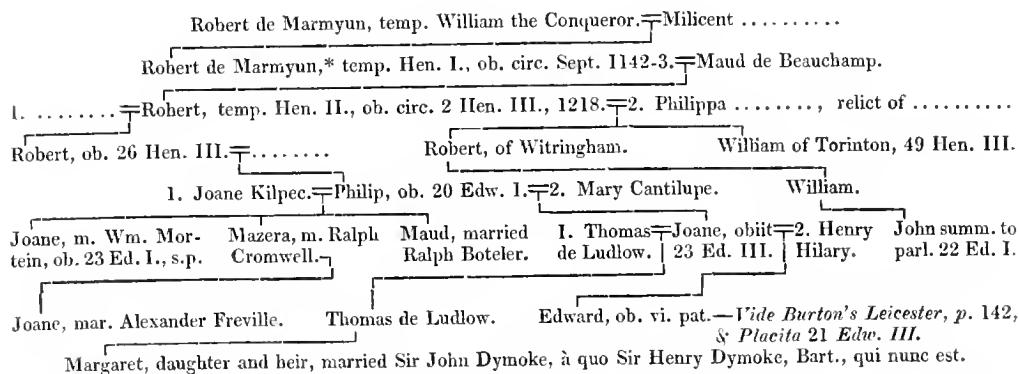 Robert de Marmyun, temp. William the Conqueror.=Milicent ..........
Robert de Marmyun,* temp. Hen. I., ob. circ. Sept. 1142-3.=Maud de Beauchamp.
1. ........=Robert, temp. Hen. II., ob. circ. 2 Hen. III., 1218.=2. Philippa ........, relict of ..........
Robert, ob. 26 Hen. III.=........ Robert, of Witringham. William of Torinton, 49 Hen. III.
1. Joane Kilpec.=Philip, ob. 20 Edw. I.=2. Mary Cantilupe. William.
Joane, m. Wm. Mor- Mazera, m. Ralph Maud, married 1. Thomas=Joane, obiit=2. Henry John summ. to
tein, ob. 23 Ed. I., s.p. Cromwell. Ralph Boteler. de Ludlow. 23 Ed. III. Hilary. parl. 22 Ed. I.
Joane, mar. Alexander Freville. Thomas de Ludlow. Edward, ob. vi. pat.—Vide Burton's Leicester, p. 142,
& Placita 21 Edw. III.
Margaret, daughter and heir, married Sir John Dymoke, à quo Sir Henry Dymoke, Bart., qui nunc est.